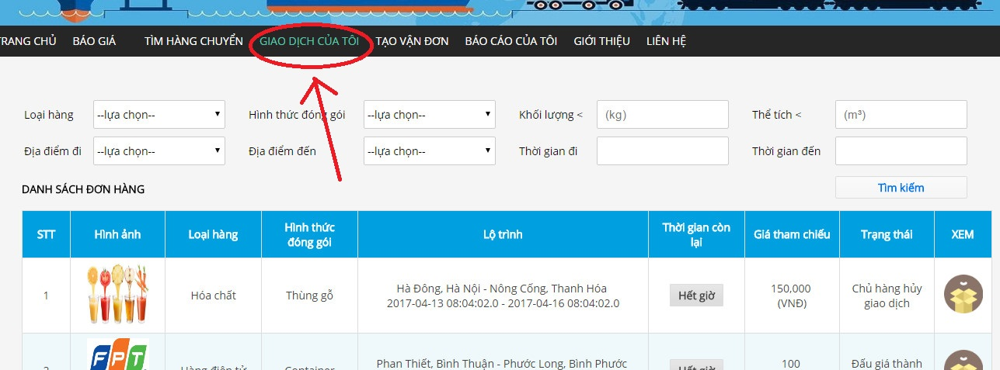 TRANG CHỦ BÁO GIÁ TÌM HÀNG CHUYỂN GIAO DỊCH CỦA TÔI TẠO VẬN ĐƠN BÁO CÁO CỦA TÔI GIỚI THIỆU LIÊN HỆ
Loại hàng --lựa chọn-- Hình thức đóng gói --lựa chọn-- Khối lượng < (kg) Thể tích < (m³)
Địa điểm đi --lựa chọn-- Địa điểm đến --lựa chọn-- Thời gian đi Thời gian đến
DANH SÁCH ĐƠN HÀNG Tìm kiếm
STT Hình ảnh Loại hàng Hình thức đóng gói Lộ trình Thời gian còn lại Giá tham chiếu Trạng thái XEM
1 Hóa chất Thùng gỗ Hà Đông, Hà Nội - Nông Cống, Thanh Hóa
2017-04-13 08:04:02.0 - 2017-04-16 08:04:02.0 Hết giờ 150,000 (VNĐ) Chủ hàng hủy giao dịch
2 FPT Hàng điện tử Container Phan Thiết, Bình Thuận - Phước Long, Bình Phước Hết giờ 100 Đấu giá thành